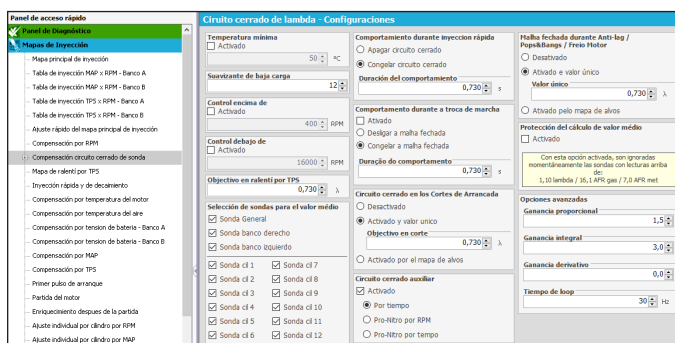 Panel de acceso rápido
Panel de Diagnóstico
Mapas de Inyección
Mapa principal de inyección
Tabla de inyección MAP x RPM - Banco A
Tabla de inyección MAP x RPM - Banco B
Tabla de inyección TPS x RPM - Banco A
Tabla de inyección TPS x RPM - Banco B
Ajuste rápido del mapa principal de inyección
Compensación por RPM
Compensación circuito cerrado de sonda
Mapa de ralentí por TPS
Inyección rápida y de decaimiento
Compensación por temperatura del motor
Compensación por temperatura del aire
Compensación por tension de bateria - Banco A
Compensación por tension de bateria - Banco B
Compensación por MAP
Compensación por TPS
Primer pulso de arranque
Partida del motor
Enriquecimiento despues de la partida
Ajuste individual por cilindro por RPM
Ajuste individual por cilindro por MAP
Ciruito cerrado de lambda - Configuraciones
Temperatura mínima
Activado
50 ºC
Suavizante de baja carga
12
Control encima de
Activado
400 RPM
Control debajo de
Activado
16000 RPM
Objectivo en ralentí por TPS
0,730 λ
Selección de sondas para el valor médio
Sonda General
Sonda banco derecho
Sonda banco izquierdo
Sonda cil 1 Sonda cil 7
Sonda cil 2 Sonda cil 8
Sonda cil 3 Sonda cil 9
Sonda cil 4 Sonda cil 10
Sonda cil 5 Sonda cil 11
Sonda cil 6 Sonda cil 12
Comportamiento durante inyeccion rápida
Apagar circuito cerrado
Congelar circuito cerrado
Duración del comportamiento
0,730 s
Comportamento durante a troca de marcha
Ativado
Desligar a malha fechada
Congelar a malha fechada
Duração do comportamento
0,730 s
Circuito cerrado en los Cortes de Arrancada
Desactivado
Activado y valor unico
Objectivo en corte
0,730 λ
Activado por el mapa de alvos
Circuito cerrado auxiliar
Activado
Por tiempo
Pro-Nitro por RPM
Pro-Nitro por tempo
Malha fechada durante Anti-lag /
Pops&Bangs / Freio Motor
Desativado
Ativado e valor único
Valor único
0,730 λ
Ativado pelo mapa de alvos
Protección del cálculo de valor médio
Activado
Con esta opción activada, son ignoradas
momentáneamente las sondas con lecturas arriba
de:
1,10 lambda / 16,1 AFR gas / 7,0 AFR met
Opciones avanzadas
Ganancia proporcional
1,5
Ganancia integral
3,0
Ganancia derivativo
0,0
Tiempo de loop
30 Hz